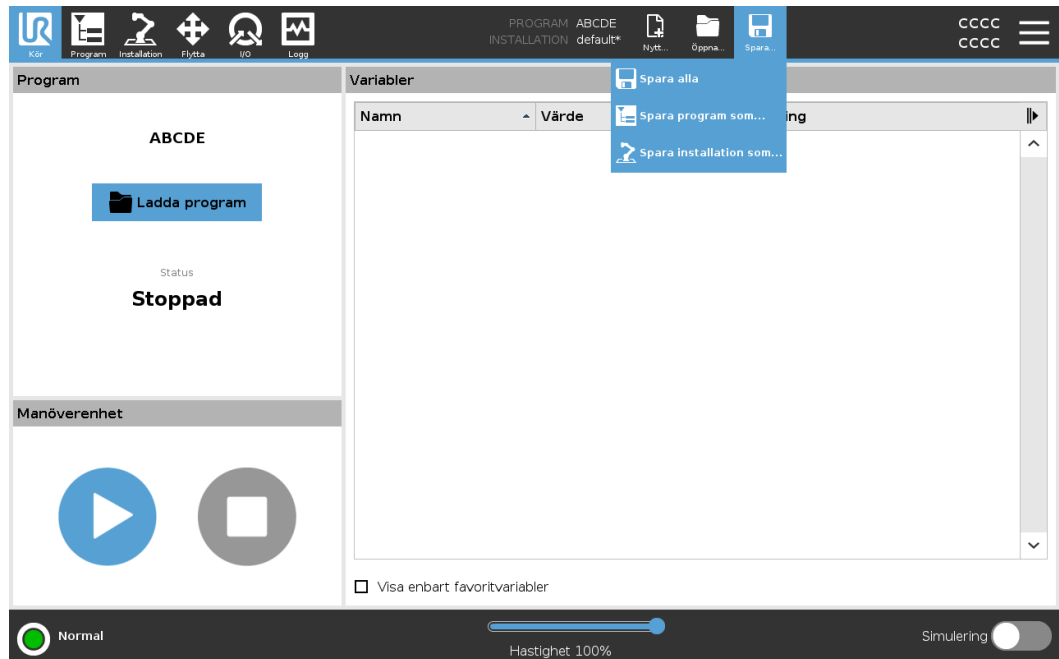 UR
Kör
Program
Installation
Flytta
I/O
Logg
PROGRAM ABCDE
INSTALLATION default*
Nytt...
Öppna...
Spara...
CCCC
CCCC
Program
Variabler
Spara alla
Spara program som...
Spara installation som...
Namn
Värde
ing
ABCDE
Ladda program
Status
Stoppad
Manöverenhet
Visa enbart favoritvariabler
Normal
Hastighet 100%
Simulering